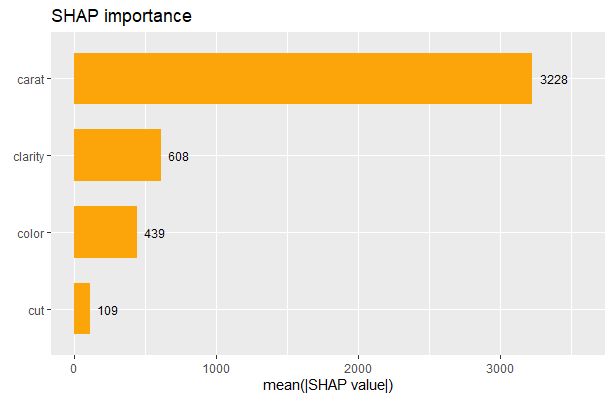 SHAP importance
carat
3228
clarity
608
color
439
cut
109
0
1000
2000
3000
mean(|SHAP value|)